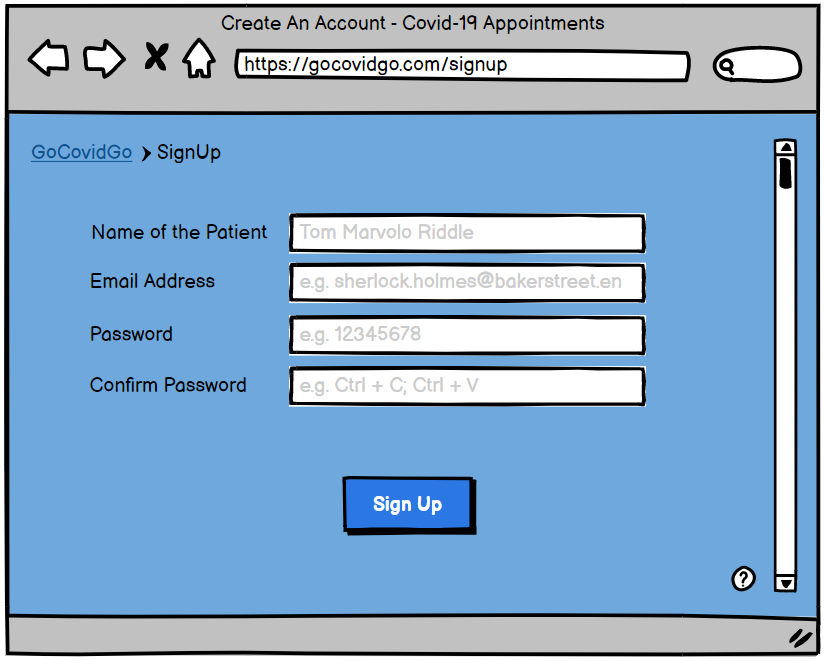 Create An Account - Covid-19 Appointments
https://gocovidgo.com/signup
GoCovidGo > SignUp
Name of the Patient Tom Marvolo Riddle
Email Address e.g. sherlock.holmes@bakerstreet.en
Password e.g. 12345678
Confirm Password e.g. Ctrl + C; Ctrl + V
Sign Up
?